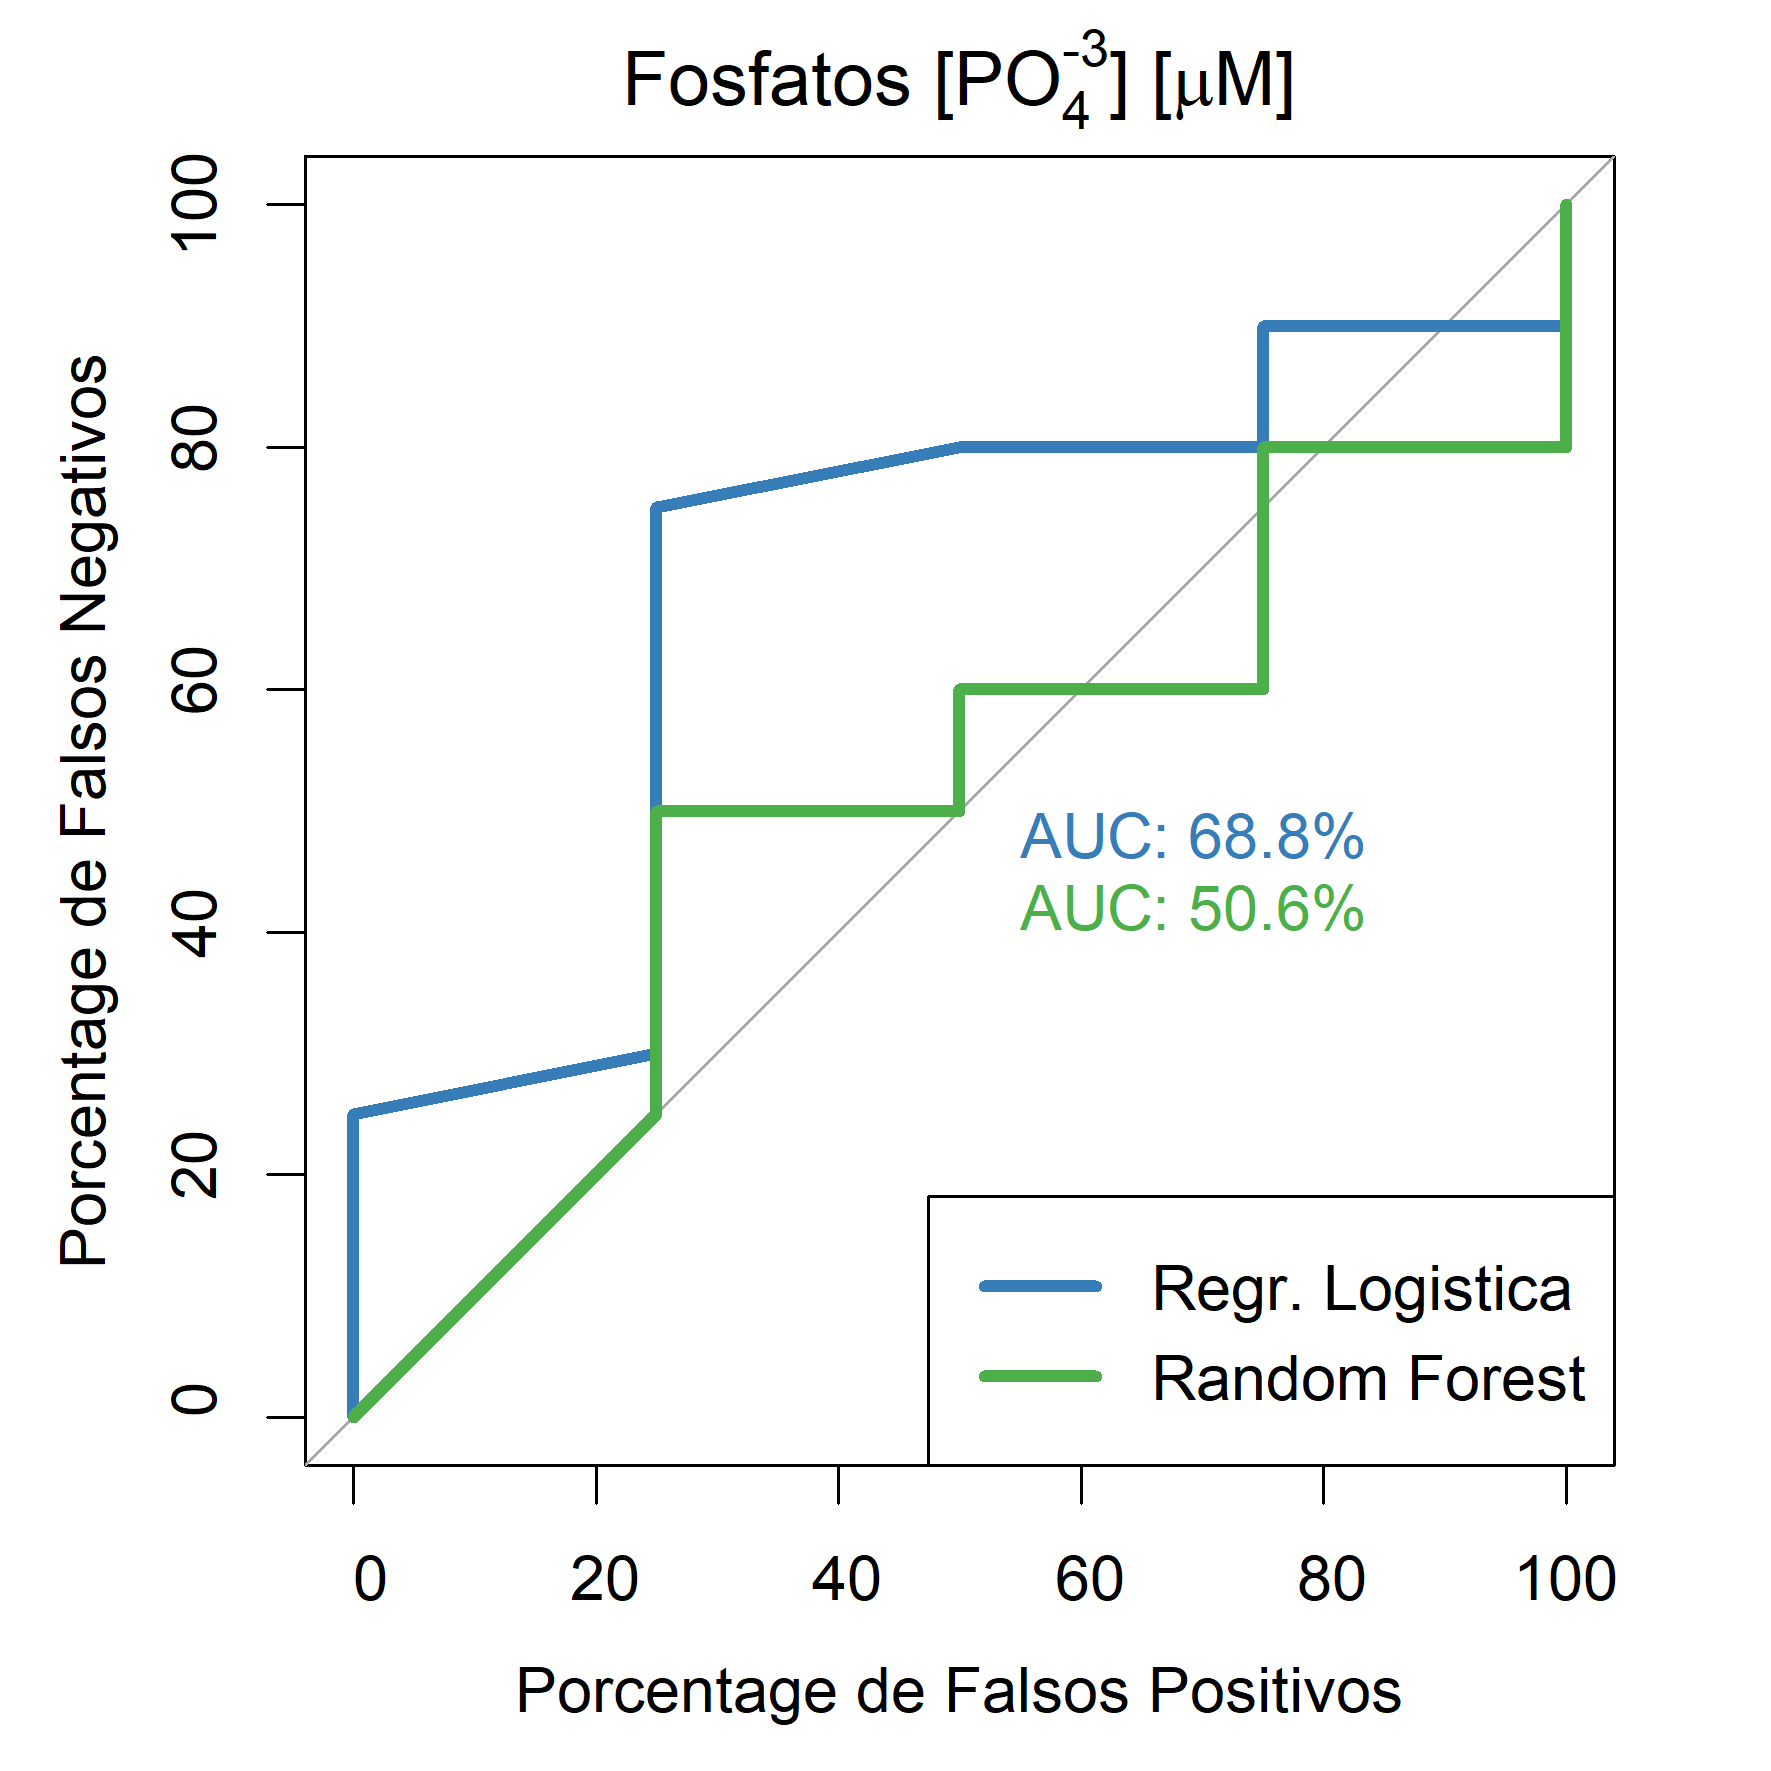 Fosfatos [PO₄⁻³] [μM]
Porcentage de Falsos Negativos
100
80
60
40
20
0
AUC: 68.8%
AUC: 50.6%
Regr. Logistica
Random Forest
0 20 40 60 80 100
Porcentage de Falsos Positivos